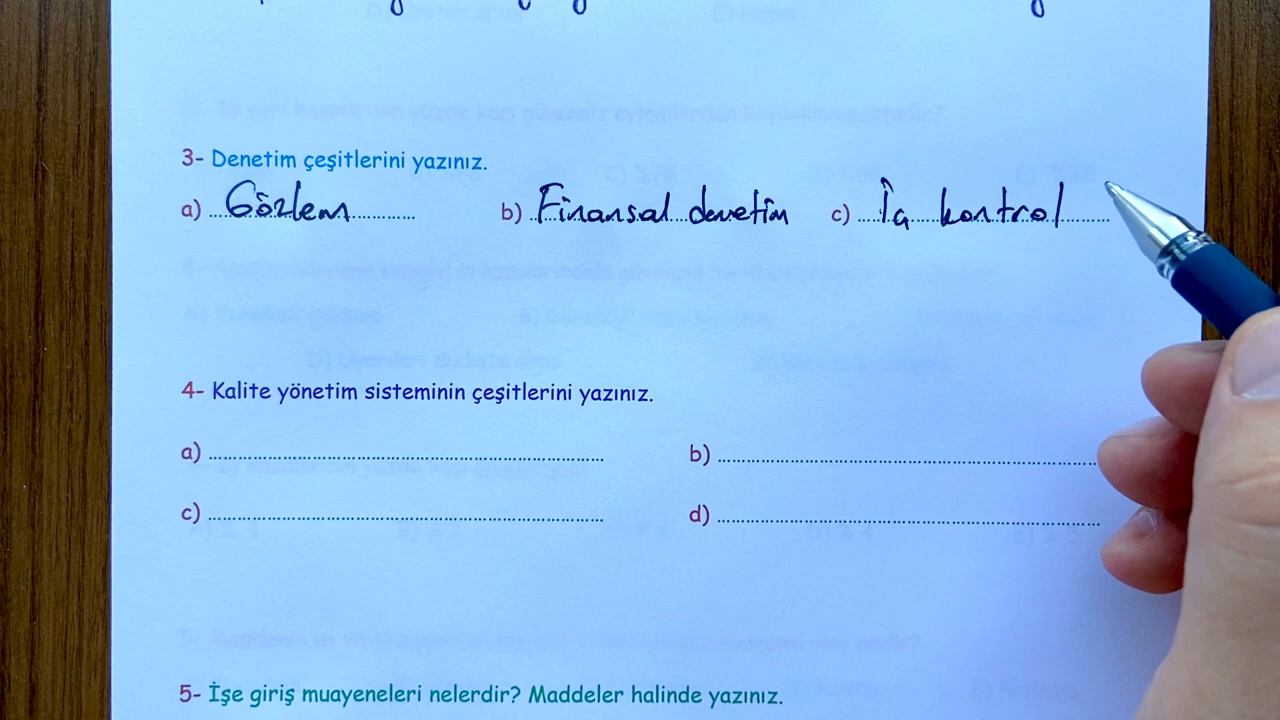 3- Denetim çeşitlerini yazınız.
a) Gözlem b) Finansal denetim c) İç kontrol
4- Kalite yönetim sisteminin çeşitlerini yazınız.
a) b)
c) d)
5- İşe giriş muayeneleri nelerdir? Maddeler halinde yazınız.